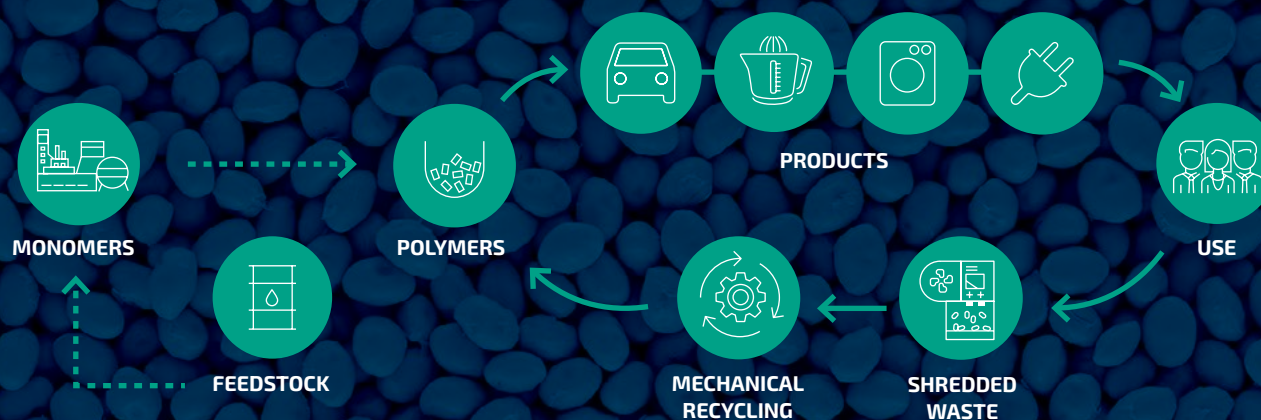 PRODUCTS
MONOMERS
POLYMERS
USE
FEEDSTOCK
MECHANICAL
RECYCLING
SHREDDED
WASTE